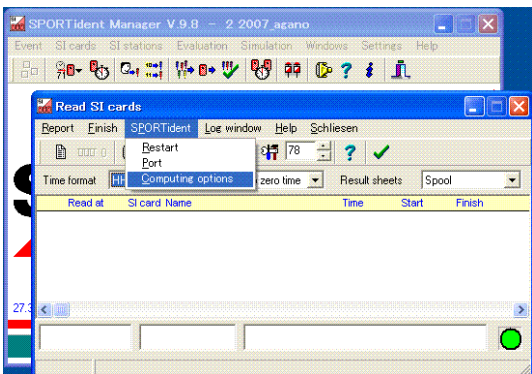 SPORTident Manager V.9.8 - 2 2007_agano
Event SI cards SI stations Evaluation Simulation Windows Settings Help
Read SI cards
Report Finish SPORTident Log window Help Schliesen
Restart
Port
Computing options
78
Time format HH zero time Result sheets Spool
Read at SI card Name Time Start Finish
27.3